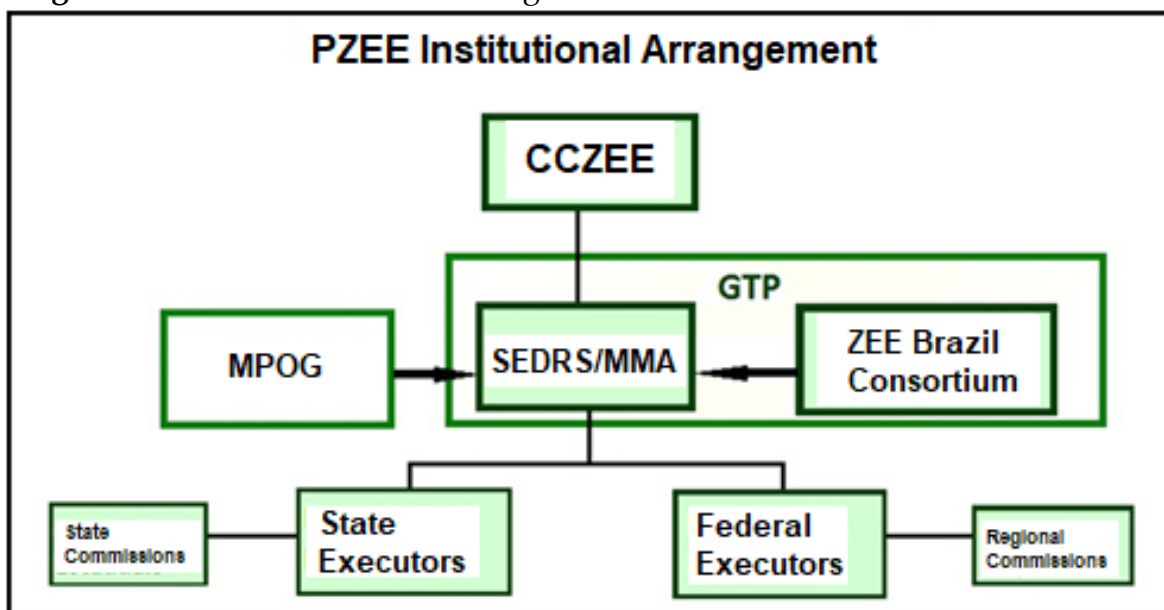 PZEE Institutional Arrangement
CCZEE
GTP
MPOG
SEDRS/MMA
ZEE Brazil
Consortium
State
Commissions
State
Executors
Federal
Executors
Regional
Commissions